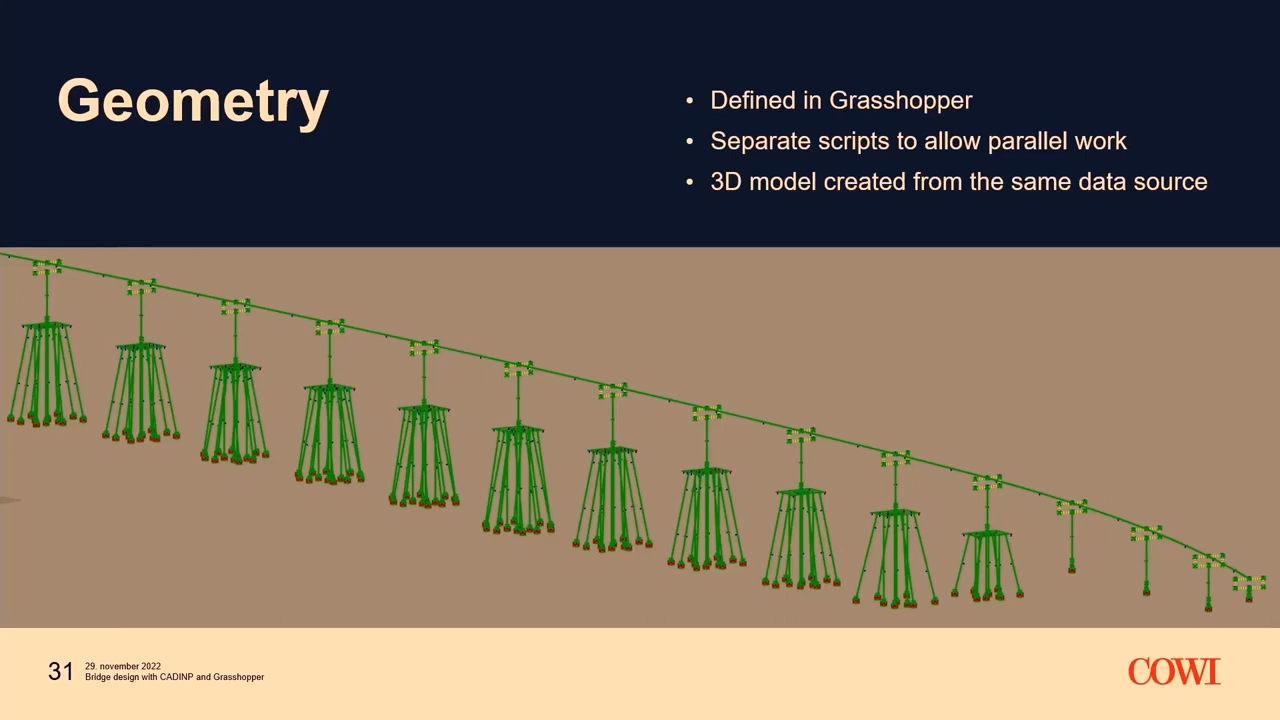 Geometry
• Defined in Grasshopper
• Separate scripts to allow parallel work
• 3D model created from the same data source
31
29. november 2022
Bridge design with CADINP and Grasshopper
COWI